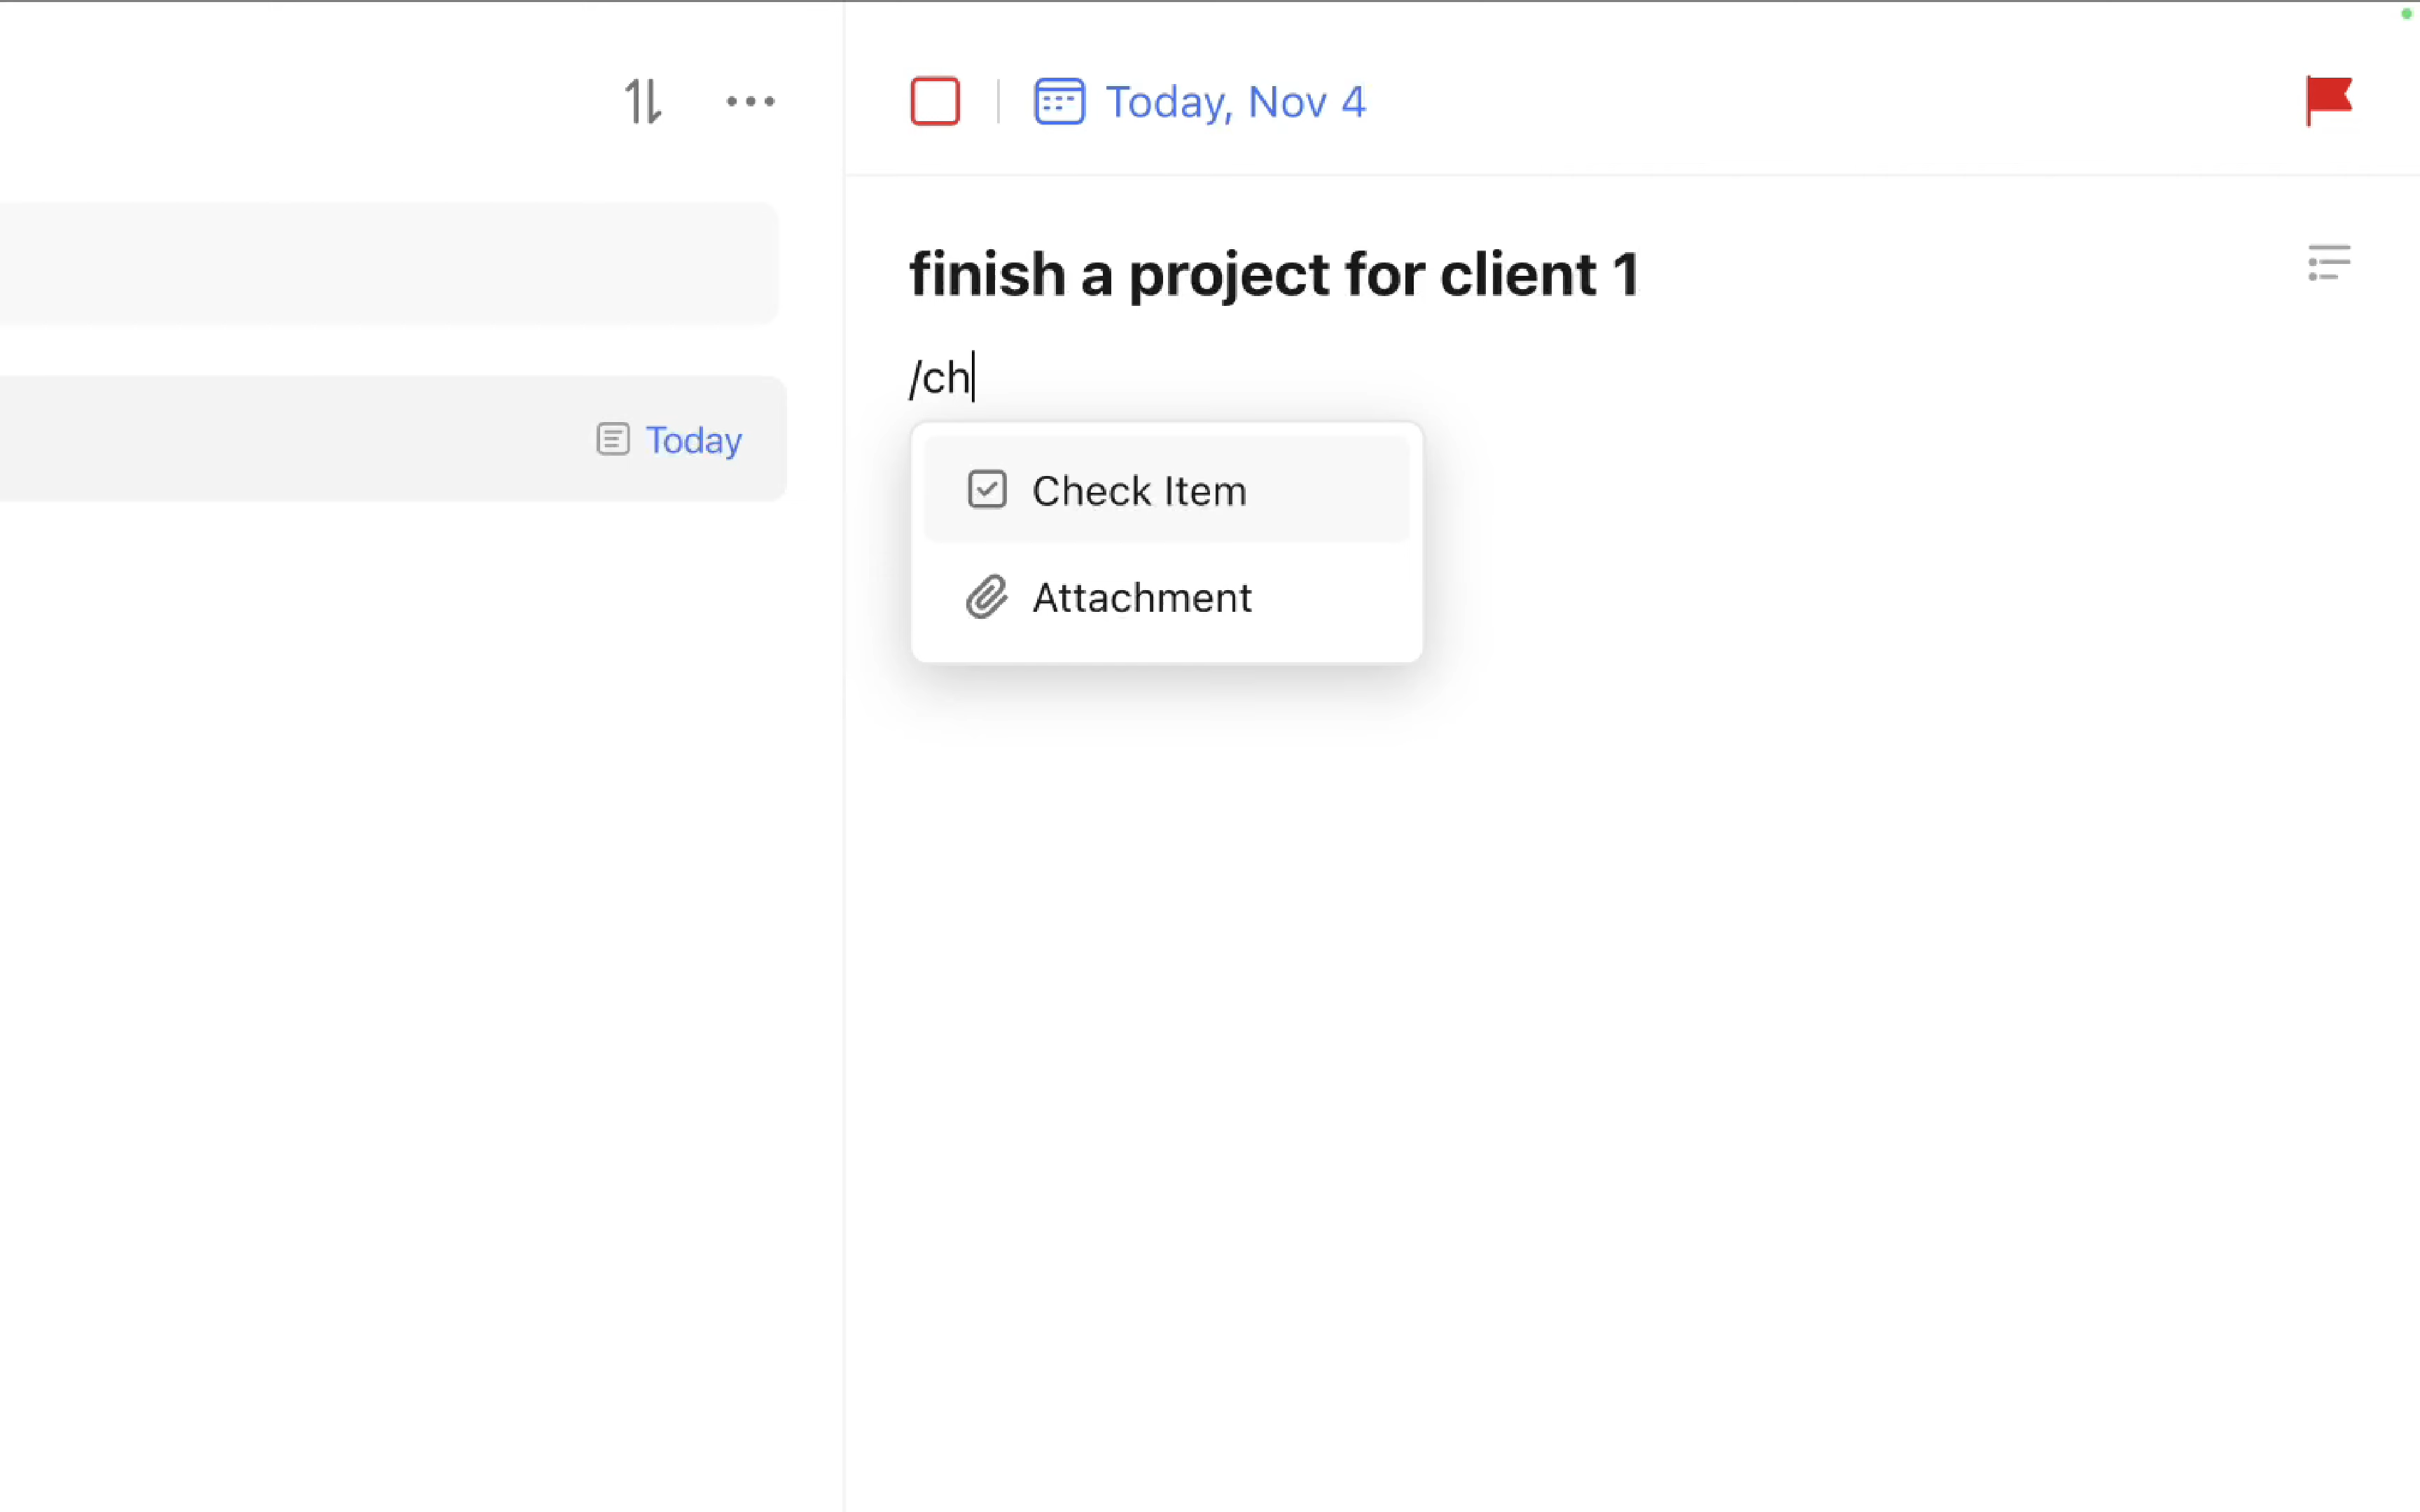 Today, Nov 4
finish a project for client 1
/ch
Today
Check Item
Attachment